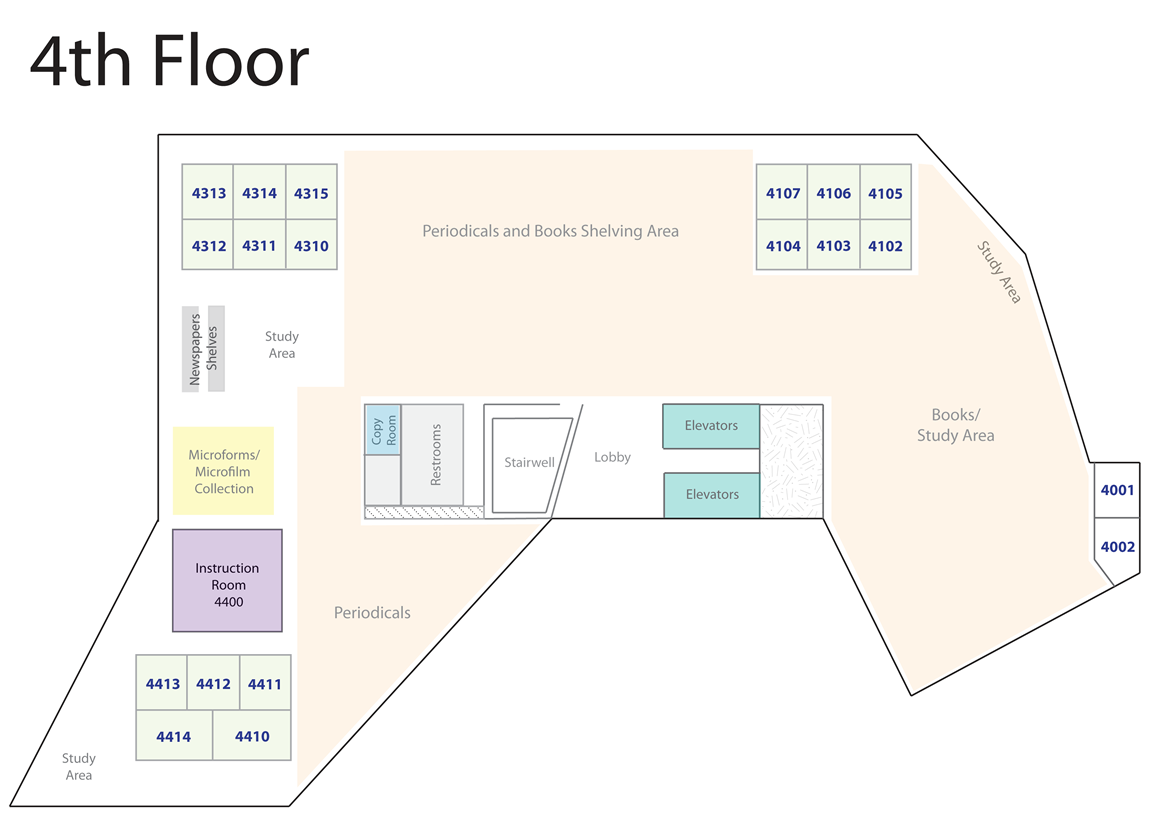 4th Floor
4313 4314 4315
4312 4311 4310
Periodicals and Books Shelving Area
4107 4106 4105
4104 4103 4102
Study Area
Newspapers
Shelves
Study
Area
Copy
Room
Restrooms
Stairwell
Lobby
Elevators
Elevators
Books/
Study Area
4001
4002
Microforms/
Microfilm
Collection
Instruction
Room
4400
Periodicals
4413 4412 4411
4414 4410
Study
Area